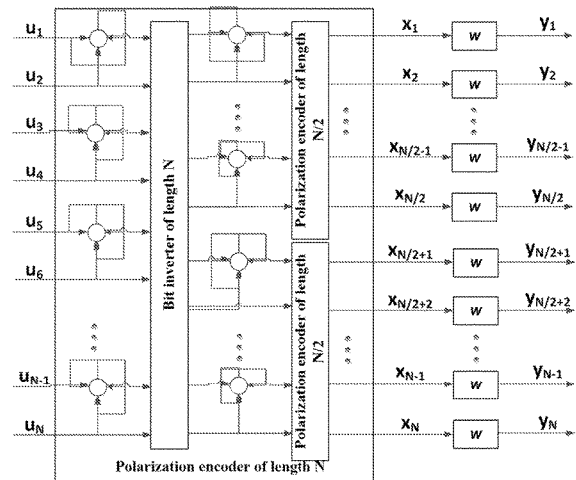 u1 x1 w y1
u2 x2 w y2
u3
u4 xN/2-1 w yN/2-1
xN/2 w yN/2
u5 xN/2+1 w yN/2+1
u6 xN/2+2 w yN/2+2
uN-1 xN-1 w yN-1
uN xN w yN
Bit inverter of length N
Polarization encoder of length
N/2
Polarization encoder of length
N/2
Polarization encoder of length N